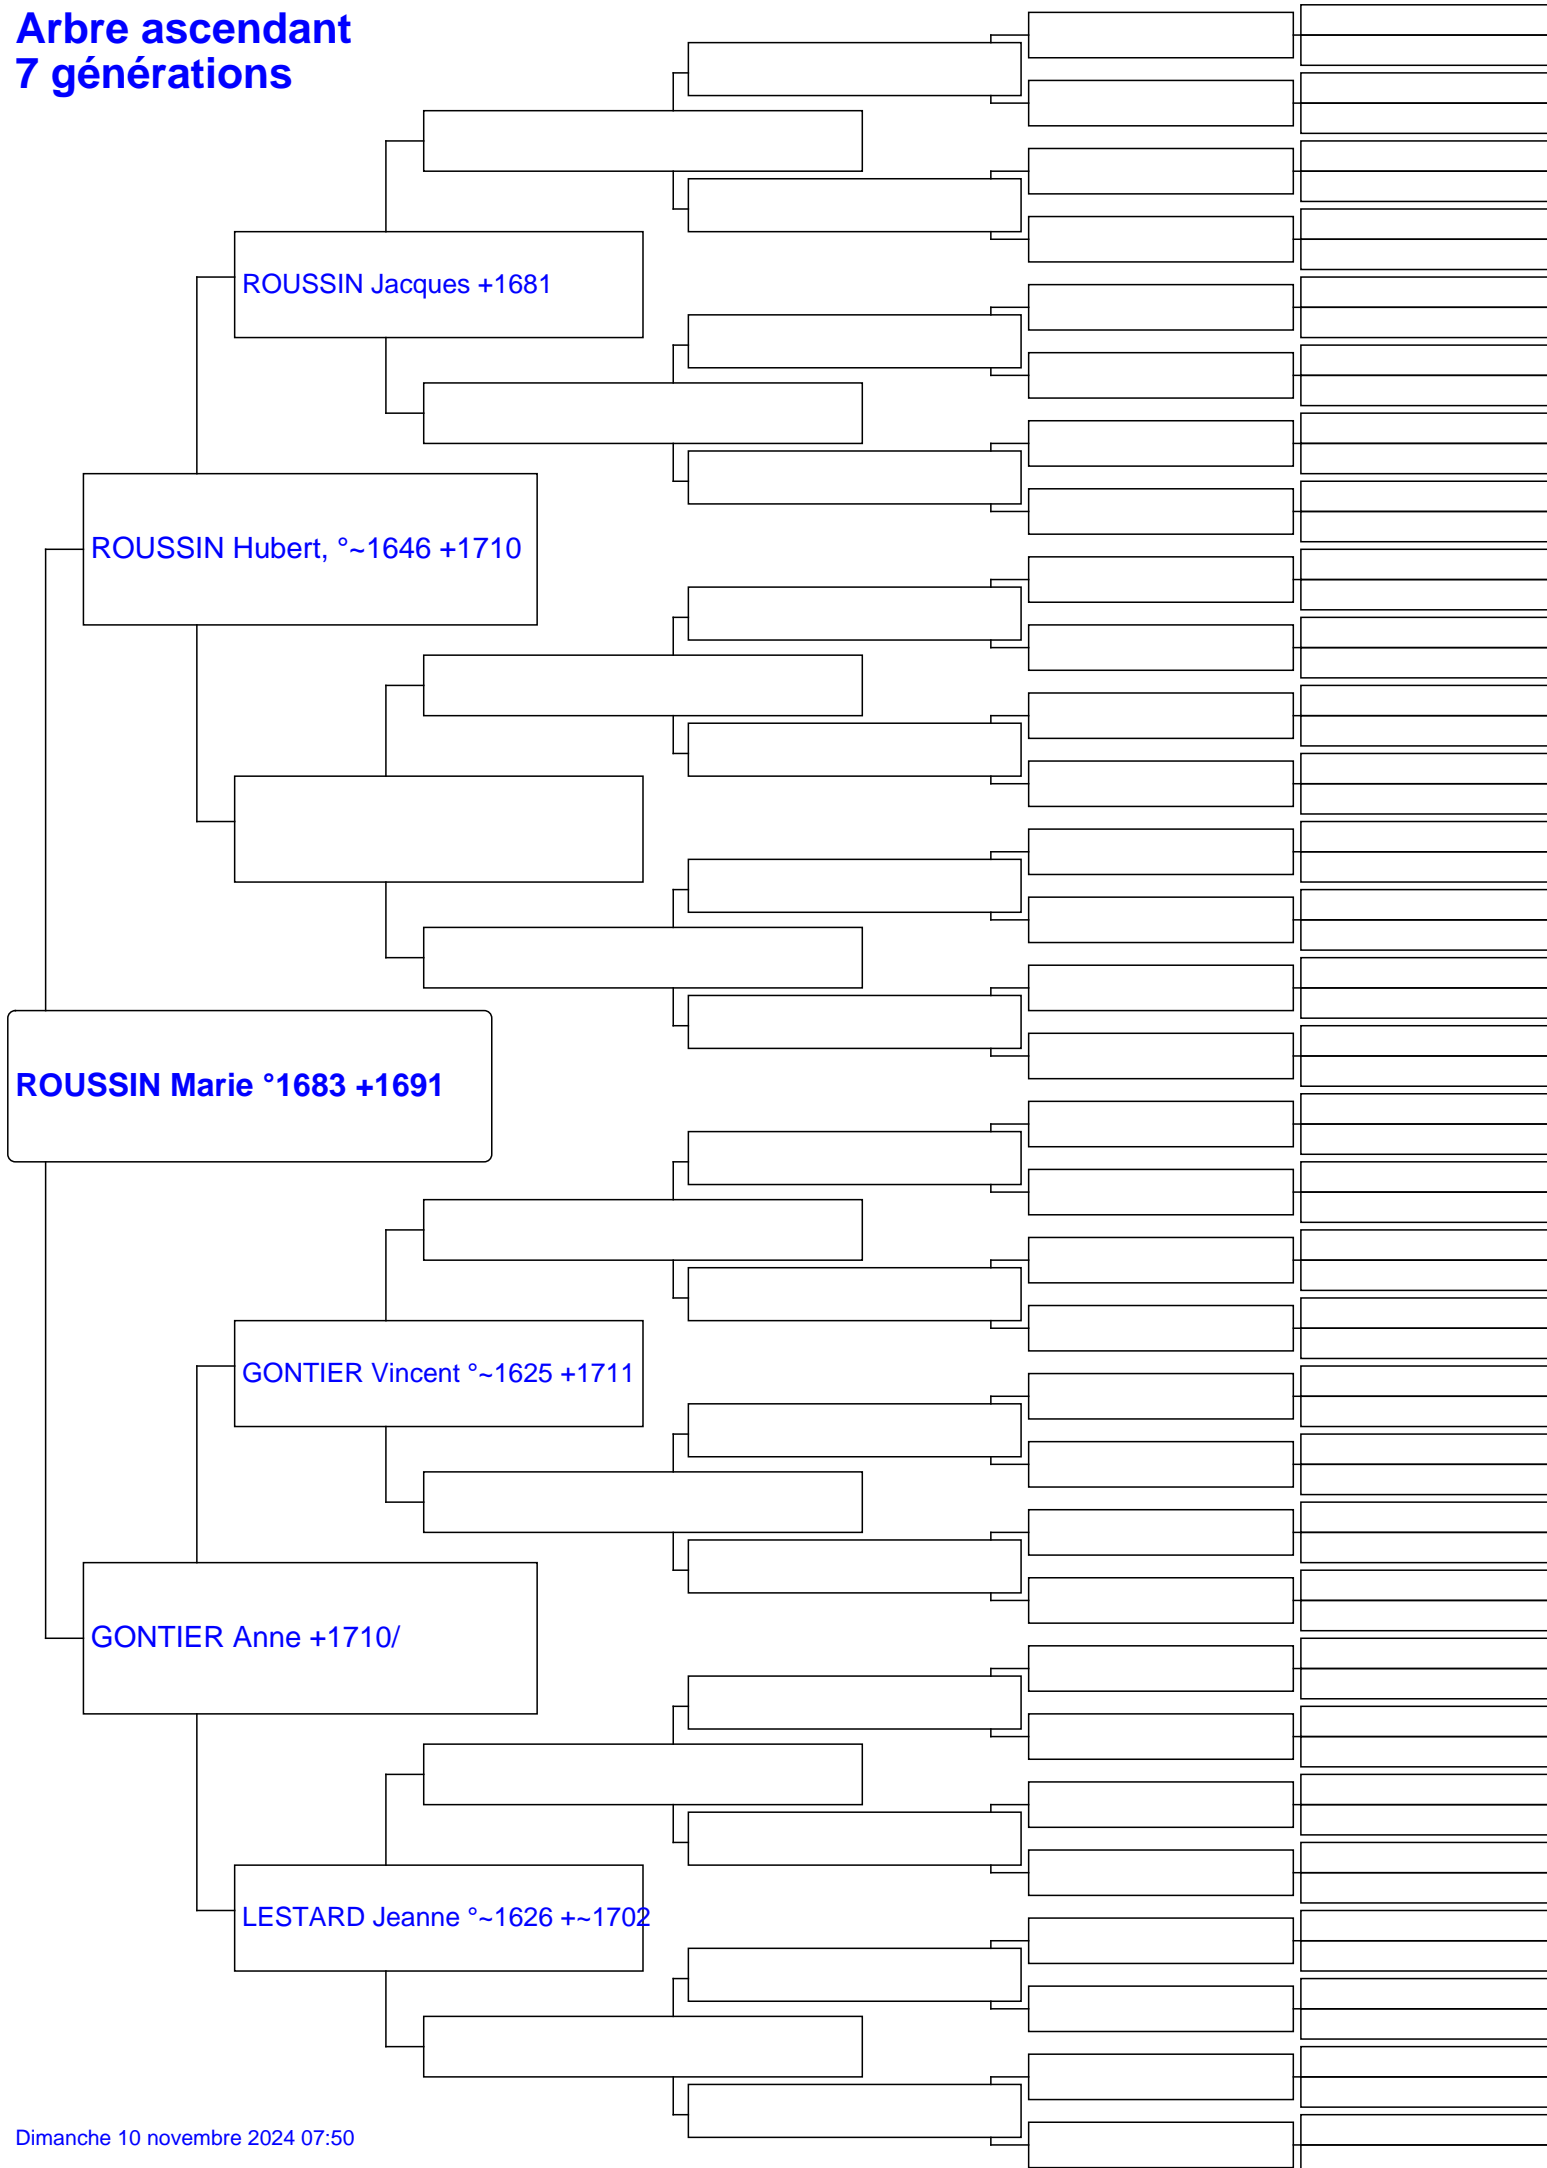 Arbre ascendant
7 générations
ROUSSIN Jacques +1681
ROUSSIN Hubert, °~1646 +1710
ROUSSIN Marie °1683 +1691
GONTIER Vincent °~1625 +1711
GONTIER Anne +1710/
LESTARD Jeanne °~1626 +~1702
Dimanche 10 novembre 2024 07:50